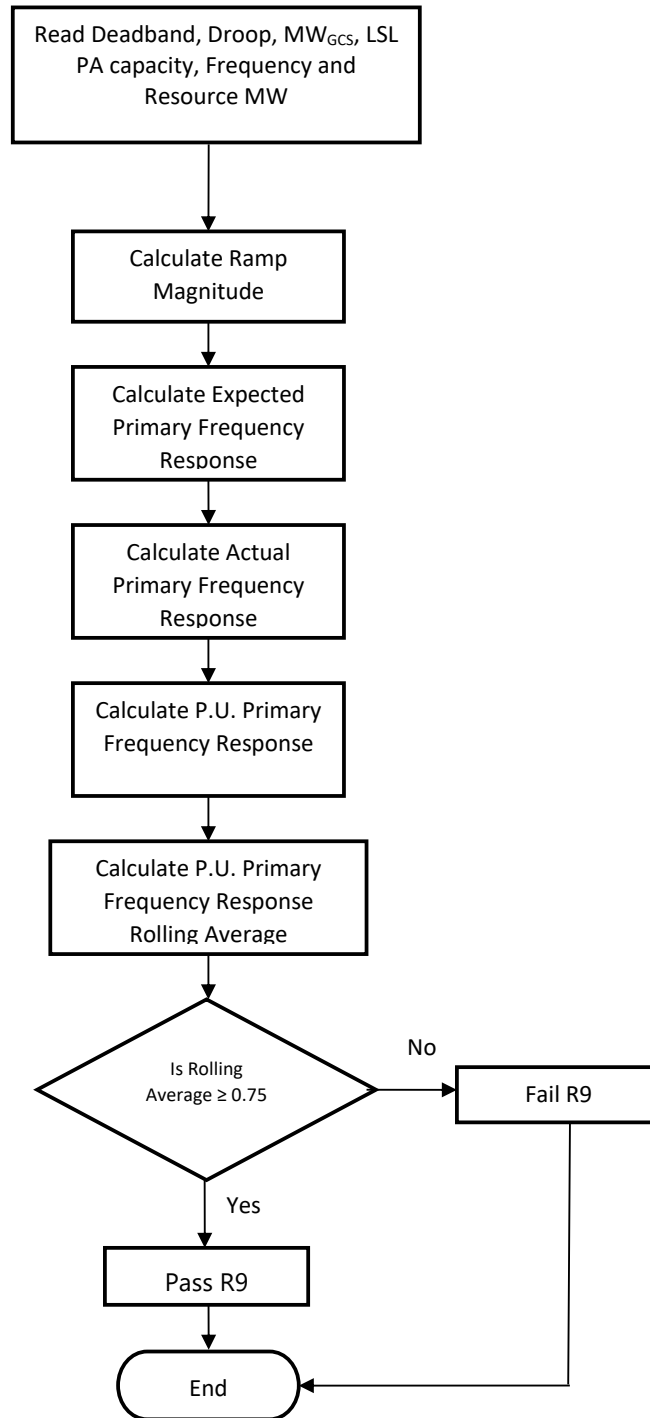 Read Deadband, Droop, MWGCS, LSL
PA capacity, Frequency and
Resource MW
Calculate Ramp
Magnitude
Calculate Expected
Primary Frequency
Response
Calculate Actual
Primary Frequency
Response
Calculate P.U. Primary
Frequency Response
Calculate P.U. Primary
Frequency Response
Rolling Average
Is Rolling
Average ≥ 0.75
No
Fail R9
Yes
Pass R9
End